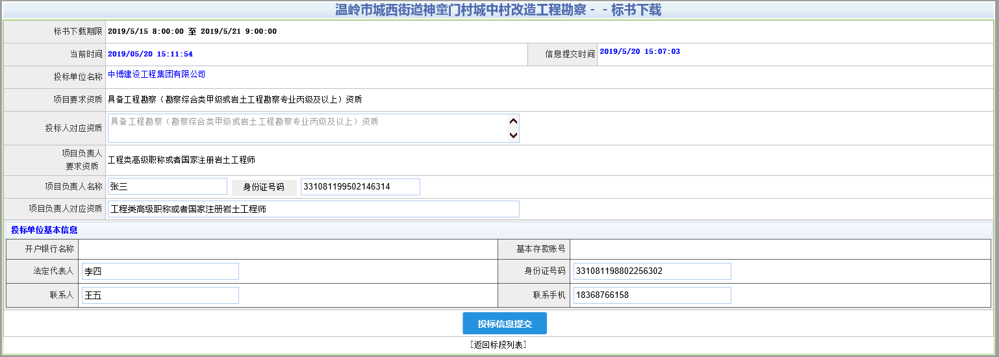 温岭市城西街道神童门村城中村改造工程勘察－－标书下载
标书下载期限 2019/5/15 8:00:00 至 2019/5/21 9:00:00
当前时间 2019/05/20 15:11:54 信息提交时间 2019/5/20 15:07:03
投标单位名称 中博建设工程集团有限公司
项目要求资质 具备工程勘察（勘察综合类甲级或岩土工程勘察专业丙级及以上）资质
投标人对应资质 具备工程勘察（勘察综合类甲级或岩土工程勘察专业丙级及以上）资质
项目负责人
要求资质 工程类高级职称或者国家注册岩土工程师
项目负责人名称 张三 身份证号码 331081199502146314
项目负责人对应资质 工程类高级职称或者国家注册岩土工程师
投标单位基本信息
开户银行名称 基本存款账号
法定代表人 李四 身份证号码 331081198802256302
联系人 王五 联系手机 18368766158
投标信息提交
[返回标段列表]